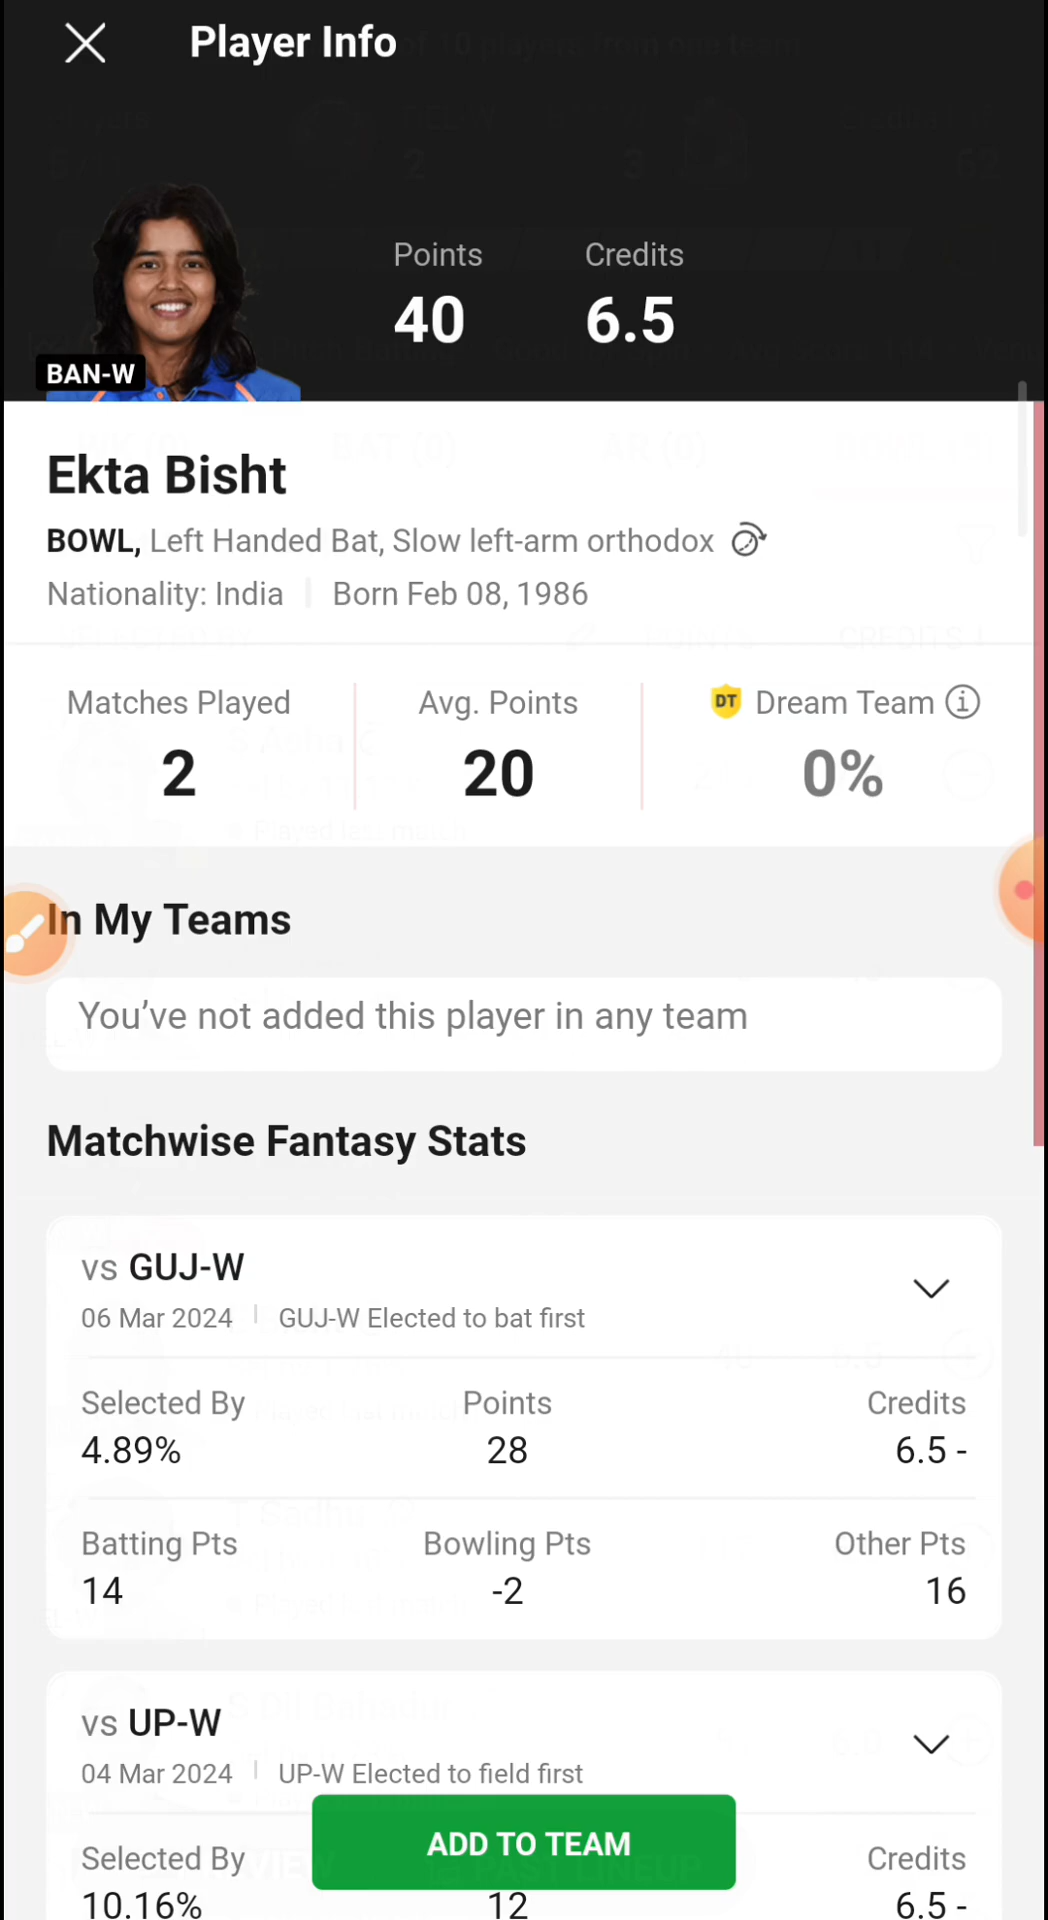 Player Info
Points
Credits
40
6.5
BAN-W
Ekta Bisht
BOWL, Left Handed Bat, Slow left-arm orthodox
Nationality: India
Born Feb 08, 1986
Matches Played
Avg. Points
DT Dream Team
2
20
0%
In My Teams
You’ve not added this player in any team
Matchwise Fantasy Stats
vs GUJ-W
06 Mar 2024
GUJ-W Elected to bat first
Selected By
Points
Credits
4.89%
28
6.5 -
Batting Pts
Bowling Pts
Other Pts
14
-2
16
vs UP-W
04 Mar 2024
UP-W Elected to field first
ADD TO TEAM
Selected By
Credits
10.16%
12
6.5 -